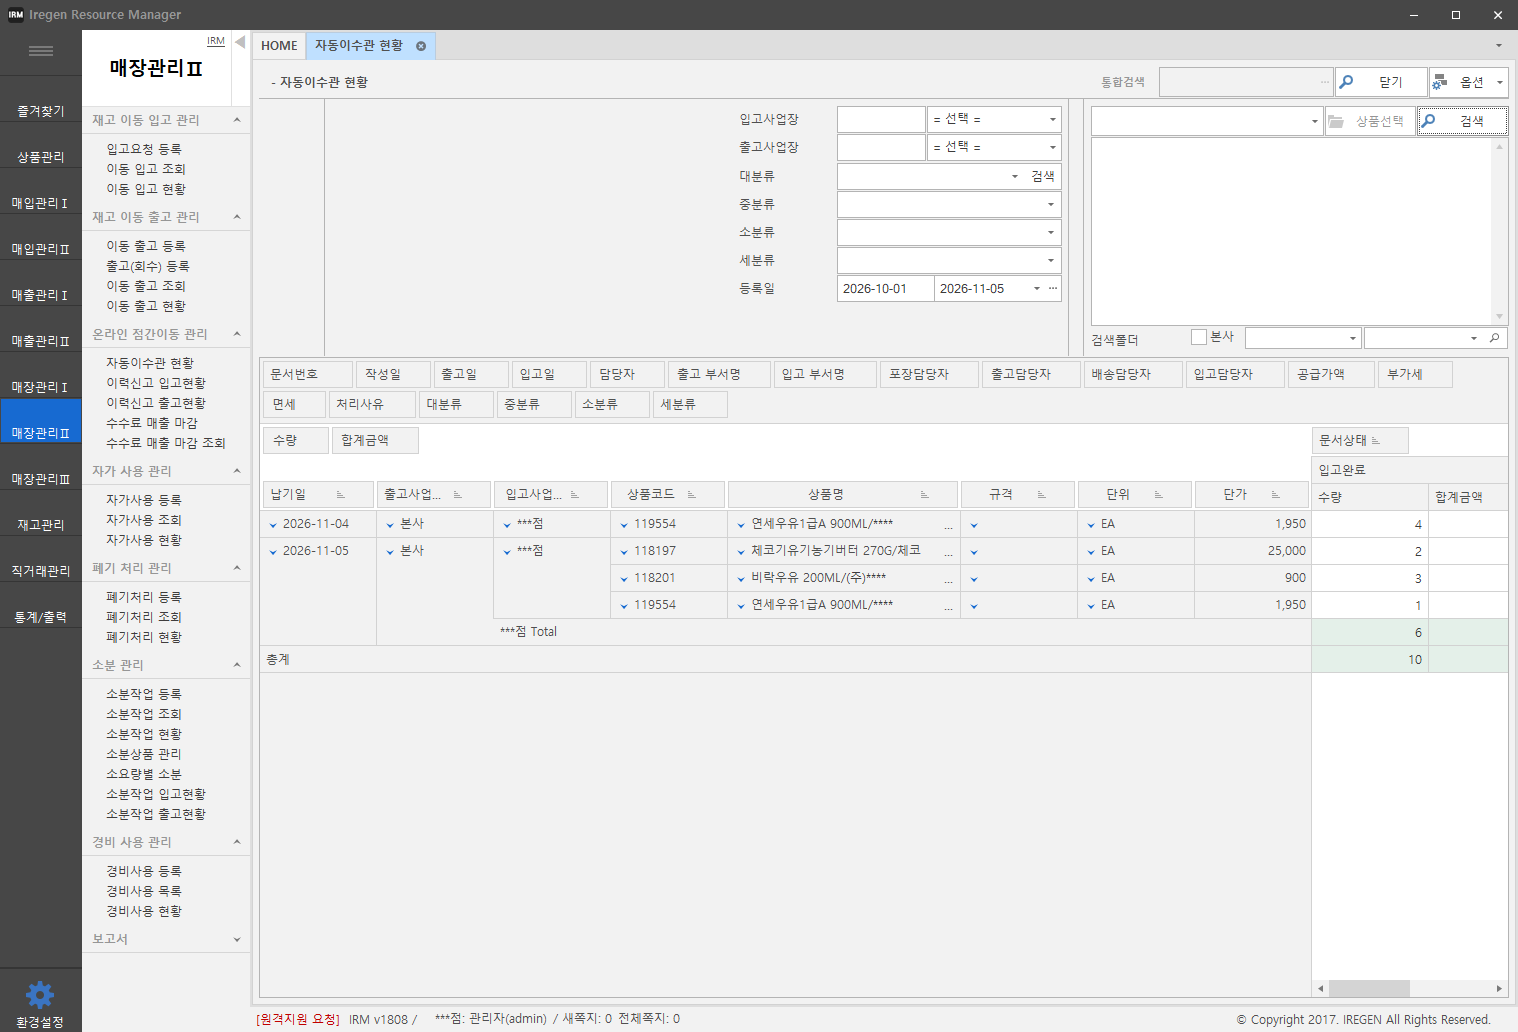 IRM Iregen Resource Manager
IRM
매장관리Ⅱ
즐겨찾기
상품관리
매입관리Ⅰ
매입관리Ⅱ
매출관리Ⅰ
매출관리Ⅱ
매장관리Ⅰ
매장관리Ⅱ
매장관리Ⅲ
재고관리
직거래관리
통계/출력
환경설정
재고 이동 입고 관리
입고요청 등록
이동 입고 조회
이동 입고 현황
재고 이동 출고 관리
이동 출고 등록
출고(회수) 등록
이동 출고 조회
이동 출고 현황
온라인 점간이동 관리
자동이수관 현황
이력신고 입고현황
이력신고 출고현황
수수료 매출 마감
수수료 매출 마감 조회
자가 사용 관리
자가사용 등록
자가사용 조회
자가사용 현황
폐기 처리 관리
폐기처리 등록
폐기처리 조회
폐기처리 현황
소분 관리
소분작업 등록
소분작업 조회
소분작업 현황
소분상품 관리
소요량별 소분
소분작업 입고현황
소분작업 출고현황
경비 사용 관리
경비사용 등록
경비사용 목록
경비사용 현황
보고서
HOME 자동이수관 현황
- 자동이수관 현황 통합검색 ... 닫기 옵션
입고사업장 = 선택 =
출고사업장 = 선택 =
대분류 검색
중분류
소분류
세분류
등록일 2026-10-01 2026-11-05 ...
상품선택 검색
검색폴더 본사
문서번호 작성일 출고일 입고일 담당자 출고 부서명 입고 부서명 포장담당자 출고담당자 배송담당자 입고담당자 공급가액 부가세
면세 처리사유 대분류 중분류 소분류 세분류
수량 합계금액 문서상태
입고완료
납기일 출고사업... 입고사업... 상품코드 상품명 규격 단위 단가 수량 합계금액
2026-11-04 본사 ***점 119554 연세우유1급A 900ML/**** ... EA 1,950 4
2026-11-05 본사 ***점 118197 체코기유기농기버터 270G/체코 ... EA 25,000 2
118201 비락우유 200ML/(주)**** ... EA 900 3
119554 연세우유1급A 900ML/**** ... EA 1,950 1
***점 Total 6
총계 10
[원격지원 요청] IRM v1808 / ***점: 관리자(admin) / 새쪽지: 0 전체쪽지: 0 © Copyright 2017. IREGEN All Rights Reserved.